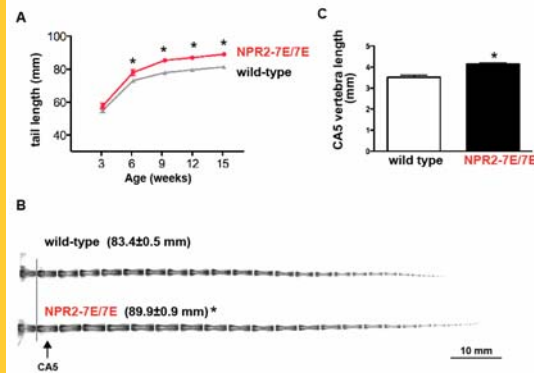 A
NPR2-7E/7E
wild-type
tail length (mm)
100
80
60
40
3 6 9 12 15
Age (weeks)
* * * *
C
CA5 vertebra length
(mm)
5
4
3
2
1
0
*
wild type NPR2-7E/7E
B
wild-type (83.4±0.5 mm)
NPR2-7E/7E (89.9±0.9 mm) *
CA5
10 mm